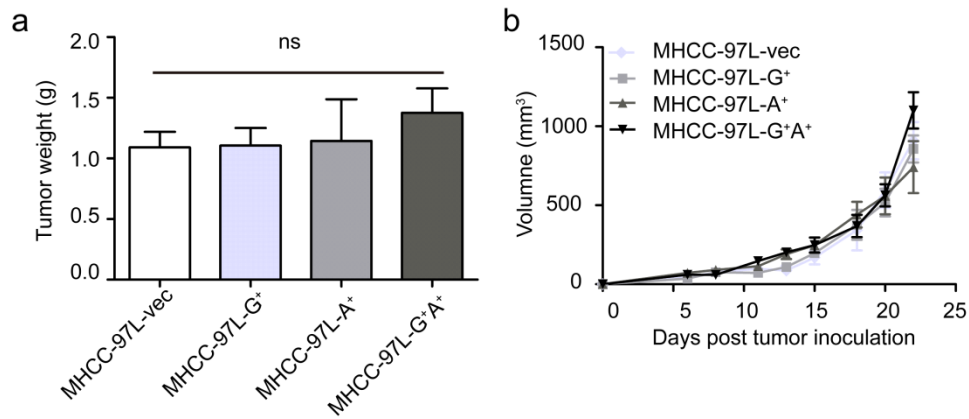 a
2.0
1.5
1.0
0.5
0.0
Tumor weight (g)
ns
MHCC-97L-vec
MHCC-97L-G⁺
MHCC-97L-A⁺
MHCC-97L-G⁺A⁺
b
1500
1000
500
0
Volumne (mm³)
MHCC-97L-vec
MHCC-97L-G⁺
MHCC-97L-A⁺
MHCC-97L-G⁺A⁺
0 5 10 15 20 25
Days post tumor inoculation